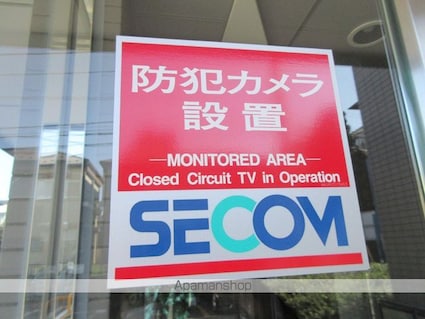 防犯カメラ
設置
MONITORED AREA
Closed Circuit TV in Operation
SECOM
Apamanshop